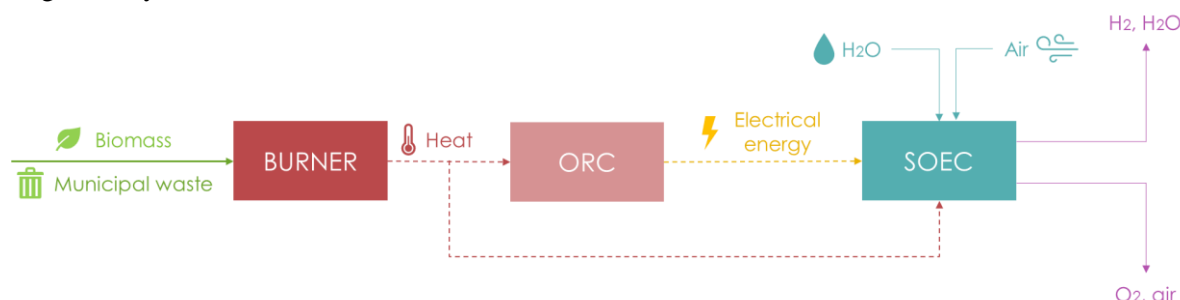 H2, H2O
H2O
Air
Biomass
Municipal waste
BURNER
Heat
ORC
Electrical
energy
SOEC
O2, air